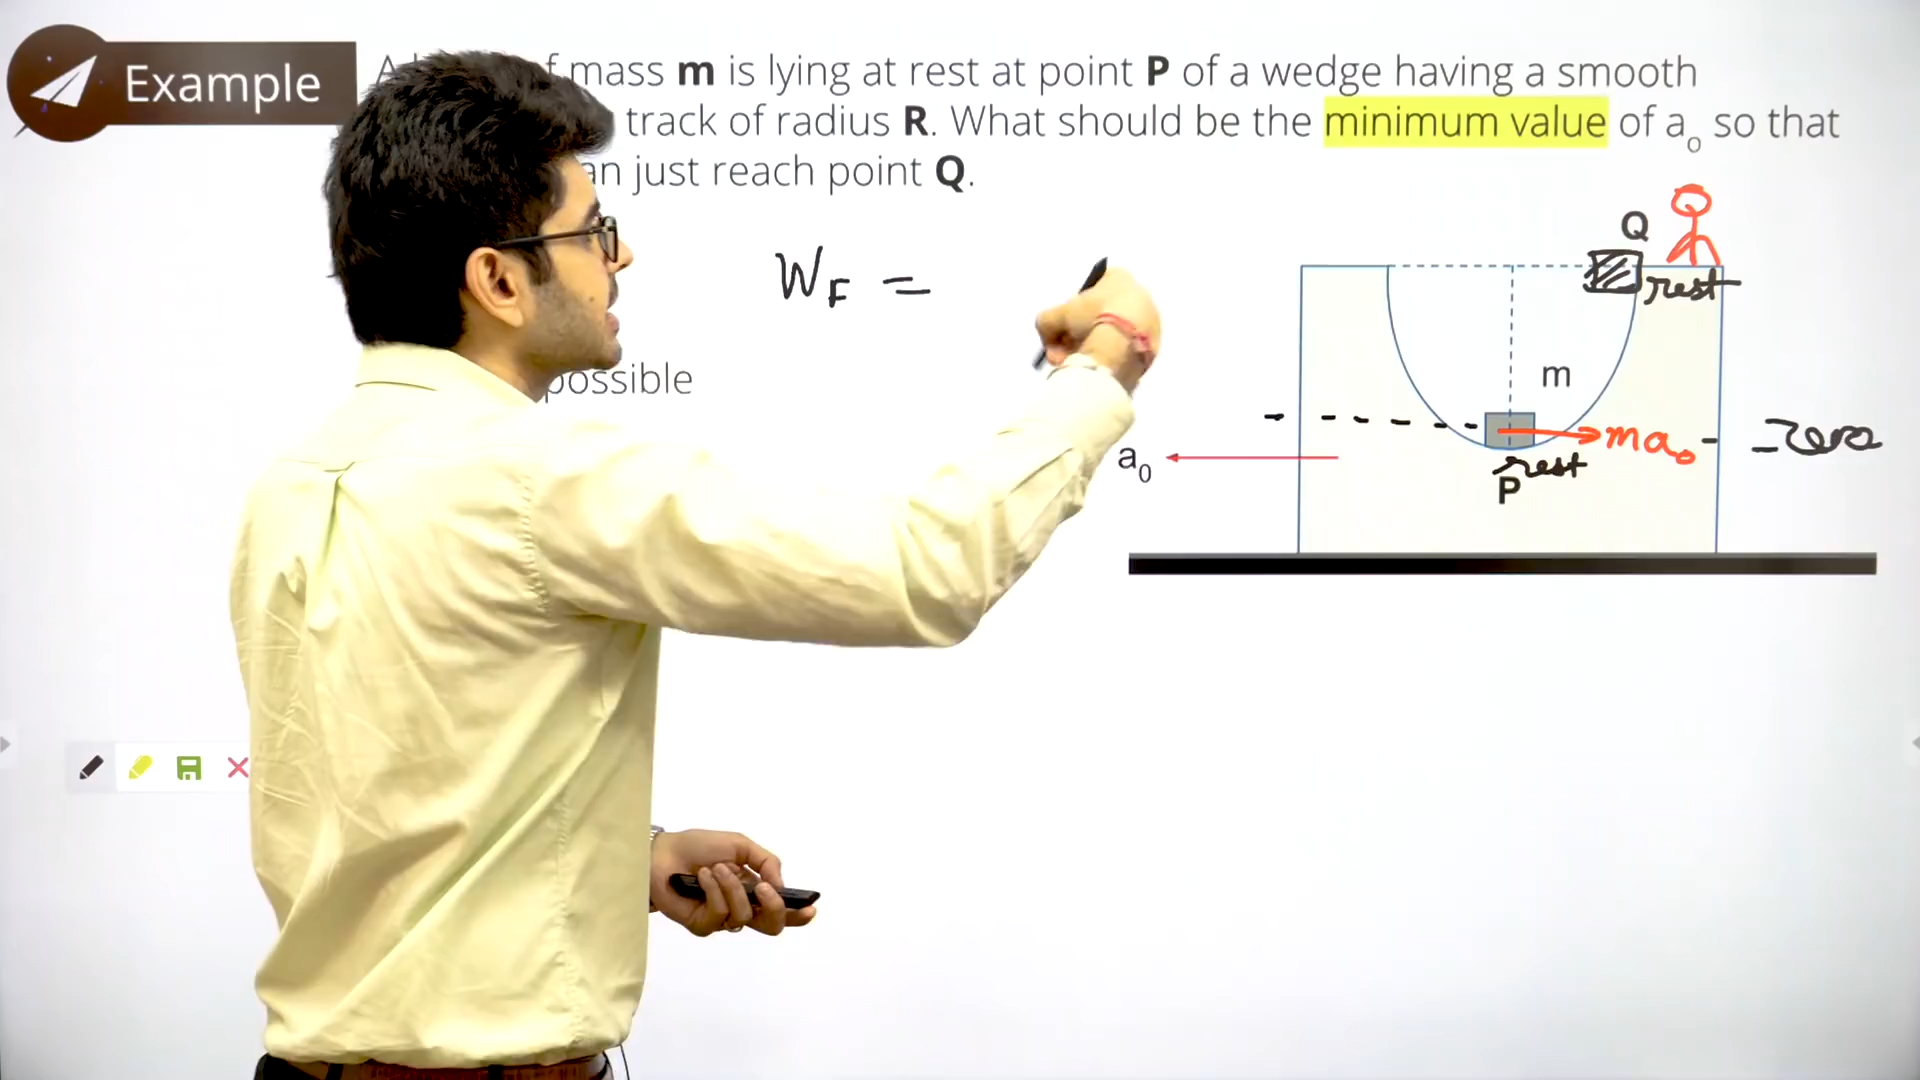 Example
mass m is lying at rest at point P of a wedge having a smooth
track of radius R. What should be the minimum value of a₀ so that
an just reach point Q.
W_F =
possible
Q
rest
m
ma₀
-Zero
a₀
rest
P